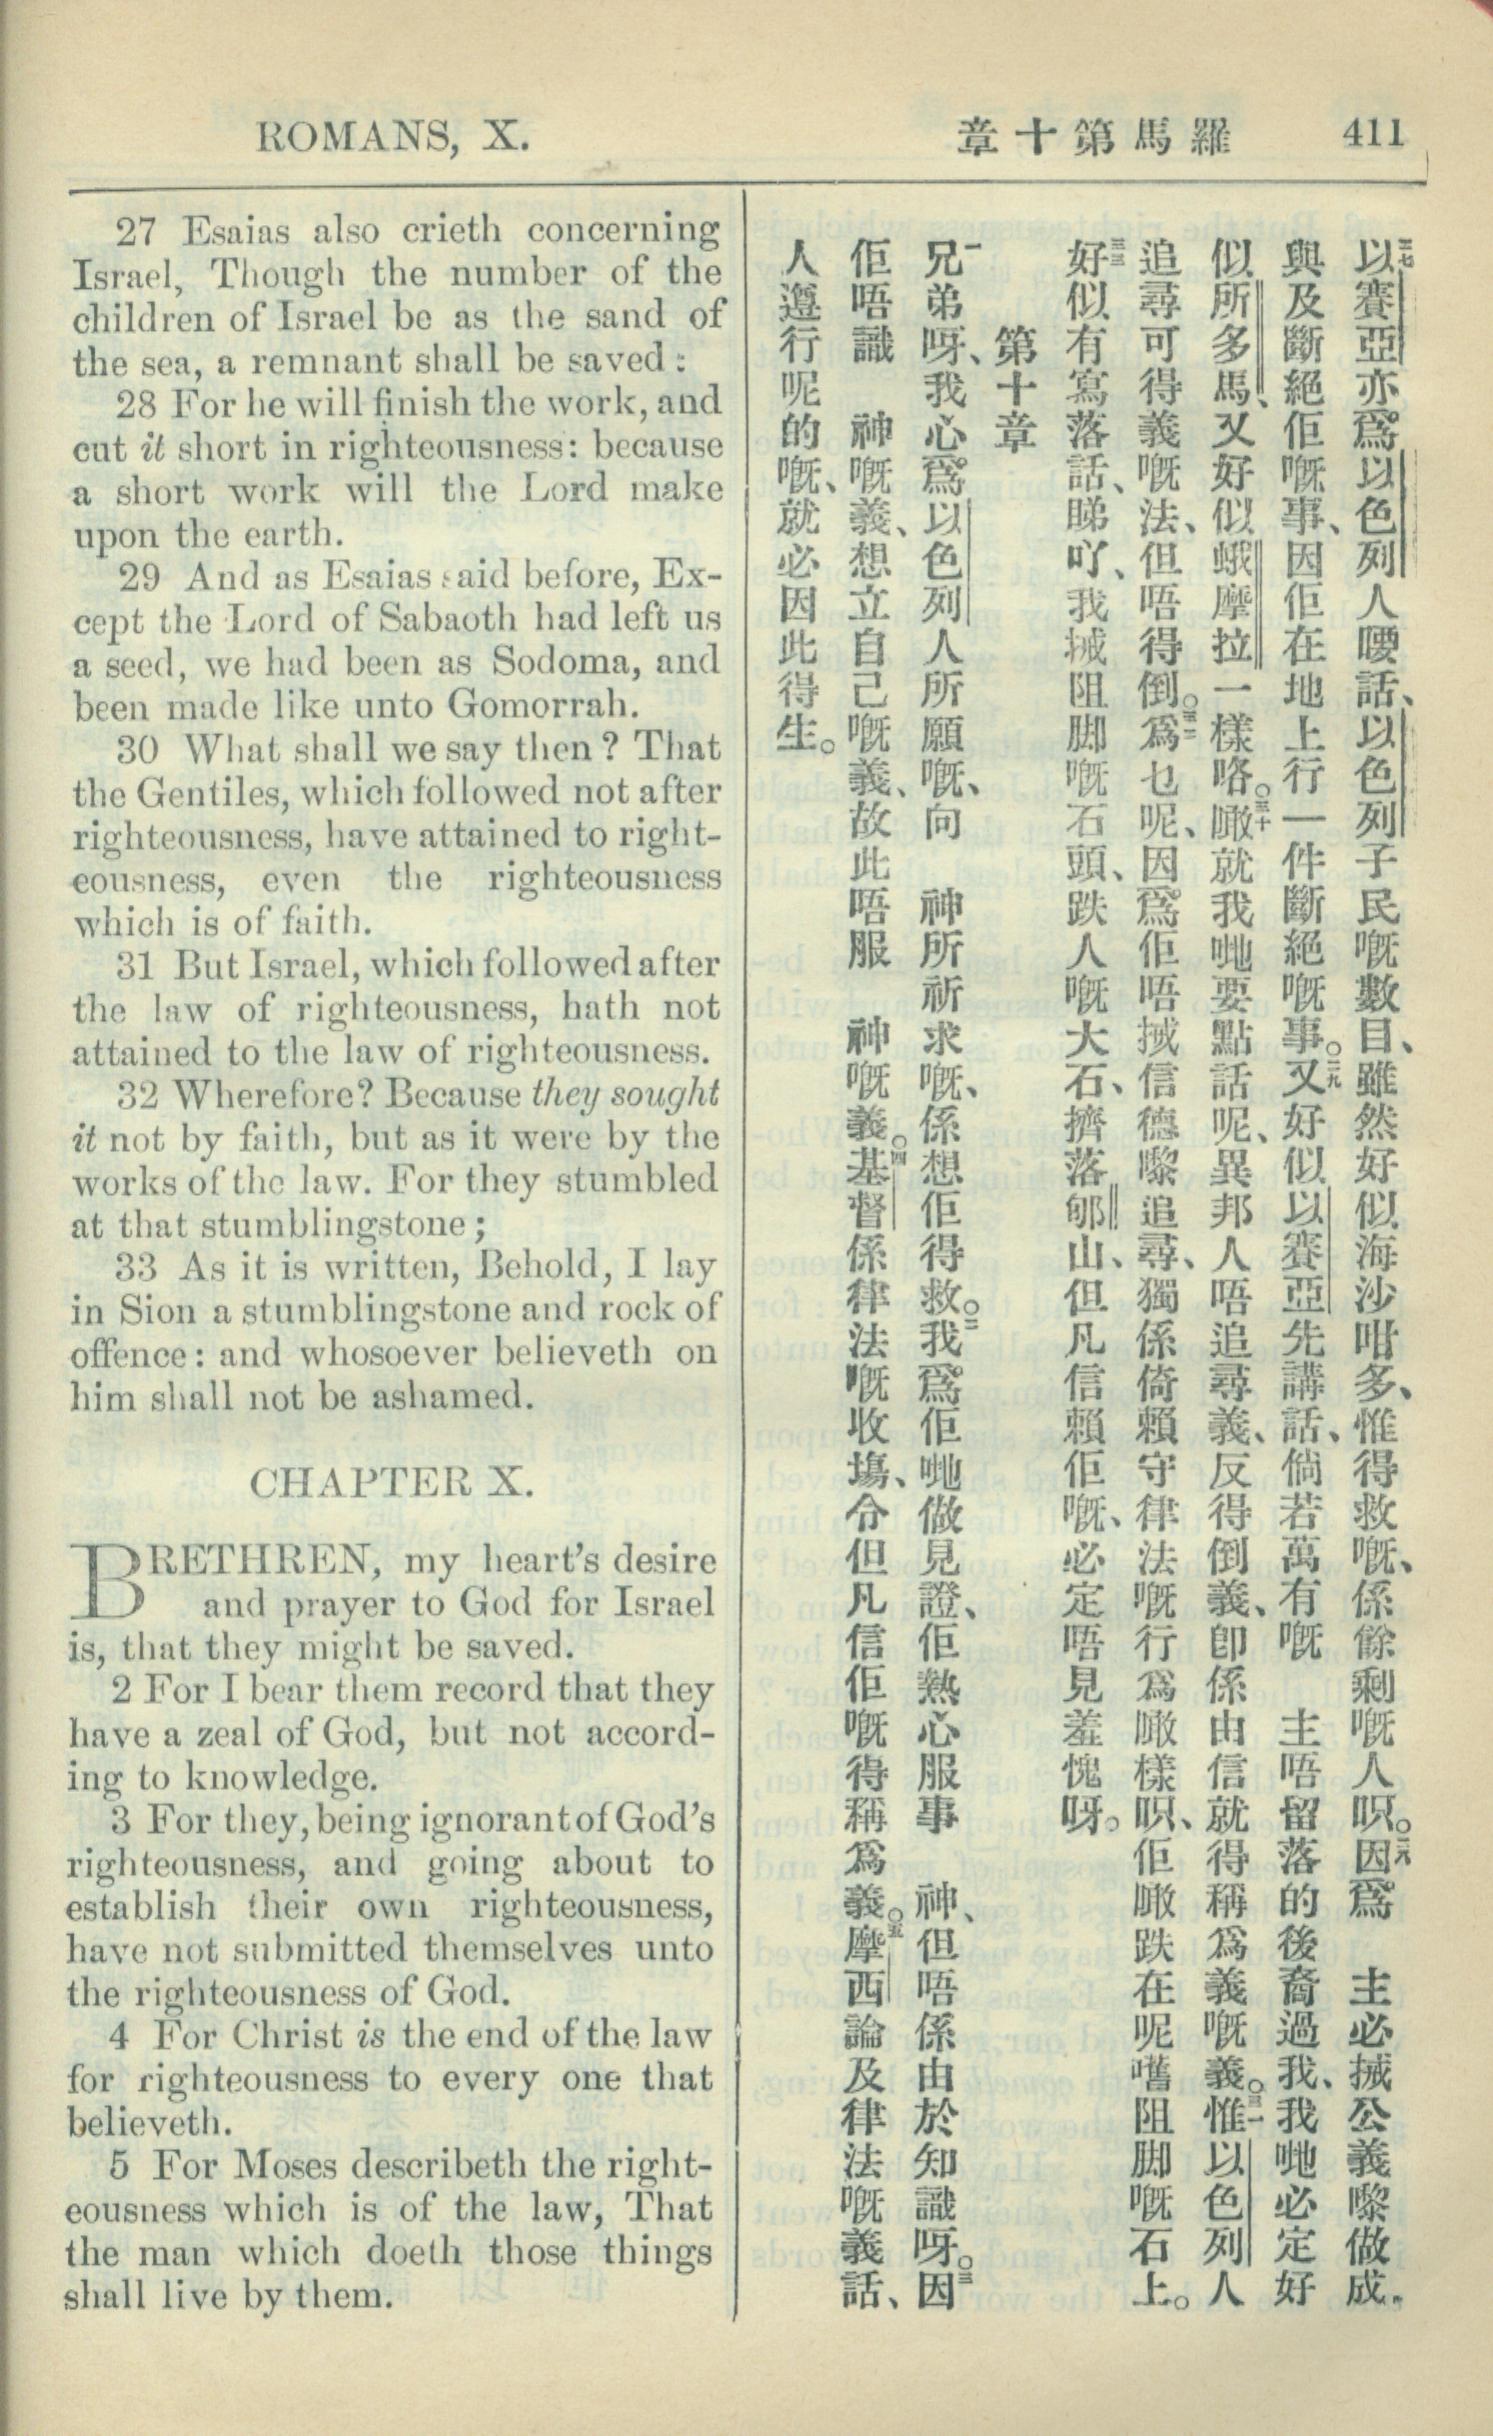 ROMANS, X.
章十第馬羅
411
27 Esaias also crieth concerning
Israel, Though the number of the
children of Israel be as the sand of
the sea, a remnant shall be saved:
28 For he will finish the work, and
cut it short in righteousness: because
a short work will the Lord make
upon the earth.
29 And as Esaias said before, Ex-
cept the Lord of Sabaoth had left us
a seed, we had been as Sodoma, and
been made like unto Gomorrah.
30 What shall we say then? That
the Gentiles, which followed not after
righteousness, have attained to right-
eousness, even the righteousness
which is of faith.
31 But Israel, which followed after
the law of righteousness, hath not
attained to the law of righteousness.
32 Wherefore? Because they sought
it not by faith, but as it were by the
works of the law. For they stumbled
at that stumblingstone;
33 As it is written, Behold, I lay
in Sion a stumblingstone and rock of
offence: and whosoever believeth on
him shall not be ashamed.
CHAPTER X.
BRETHREN, my heart's desire
and prayer to God for Israel
is, that they might be saved.
2 For I bear them record that they
have a zeal of God, but not accord-
ing to knowledge.
3 For they, being ignorant of God's
righteousness, and going about to
establish their own righteousness,
have not submitted themselves unto
the righteousness of God.
4 For Christ is the end of the law
for righteousness to every one that
believeth.
5 For Moses describeth the right-
eousness which is of the law, That
the man which doeth those things
shall live by them.
二七以賽亞亦爲以色列人嗌話、以色列子民嘅數目、雖然好似海沙咁多、惟得救嘅、係餘剩嘅人呮。二八因爲 主必搣公義嚟做成、
與及斷絕佢嘅事、因佢在地上行一件斷絕嘅事。二九又好似以賽亞先講話、倘若萬有嘅 主唔留落的後裔過我、我哋必定好
似所多馬、又好似蛾摩拉一樣咯。三十噉就我哋要點話呢、異邦人唔追尋義、反得倒義、卽係由信就得稱爲義嘅義。三一惟以色列人
追尋可得義嘅法、但唔得倒。三二爲乜呢、因爲佢唔搣信德嚟追尋、獨係倚賴守律法嘅行爲噉樣呮、佢噉跌在呢嚿阻脚嘅石上。
三三好似有寫落話、睇吖、我搣阻脚嘅石頭、跌人嘅大石、擠落郇山、但凡信賴佢嘅、必定唔見羞愧呀。
第十章
一兄弟呀、我心爲以色列人所願嘅、向 神所祈求嘅、係想佢得救。二我爲佢哋做見證、佢熱心服事 神、但唔係由於知識呀。三因
佢唔識 神嘅義、想立自己嘅義、故此唔服 神嘅義。四基督係律法嘅收塲、令但凡信佢嘅得稱爲義。五摩西論及律法嘅義話、
人遵行呢的嘅、就必因此得生。